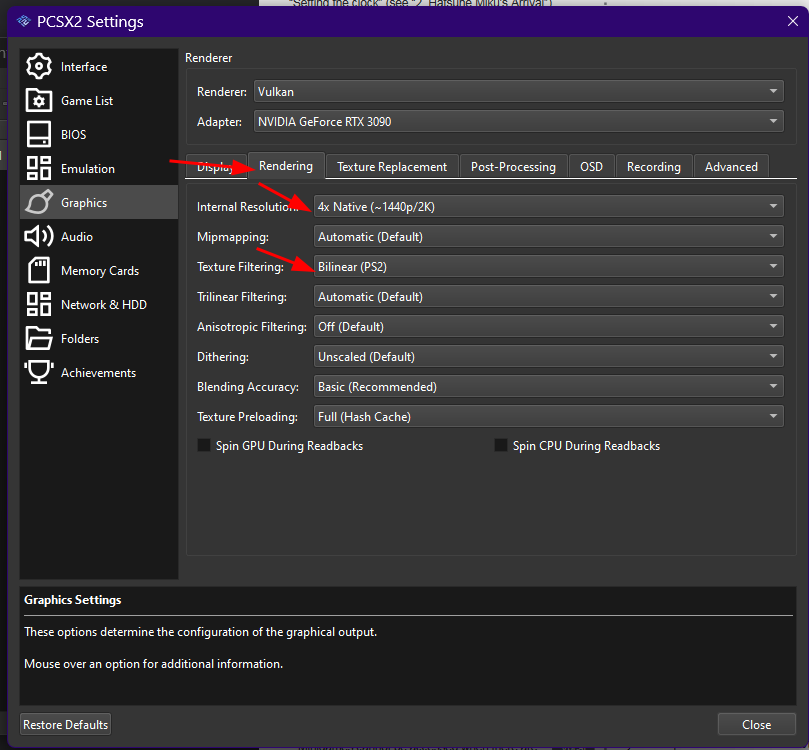 "Setting the clock" (see "2. Hatsune Miku's Arrival")
PCSX2 Settings
Interface
Game List
BIOS
Emulation
Graphics
Audio
Memory Cards
Network & HDD
Folders
Achievements
Renderer
Renderer: Vulkan
Adapter: NVIDIA GeForce RTX 3090
Display Rendering Texture Replacement Post-Processing OSD Recording Advanced
Internal Resolution: 4x Native (~1440p/2K)
Mipmapping: Automatic (Default)
Texture Filtering: Bilinear (PS2)
Trilinear Filtering: Automatic (Default)
Anisotropic Filtering: Off (Default)
Dithering: Unscaled (Default)
Blending Accuracy: Basic (Recommended)
Texture Preloading: Full (Hash Cache)
Spin GPU During Readbacks Spin CPU During Readbacks
Graphics Settings
These options determine the configuration of the graphical output.
Mouse over an option for additional information.
Restore Defaults Close